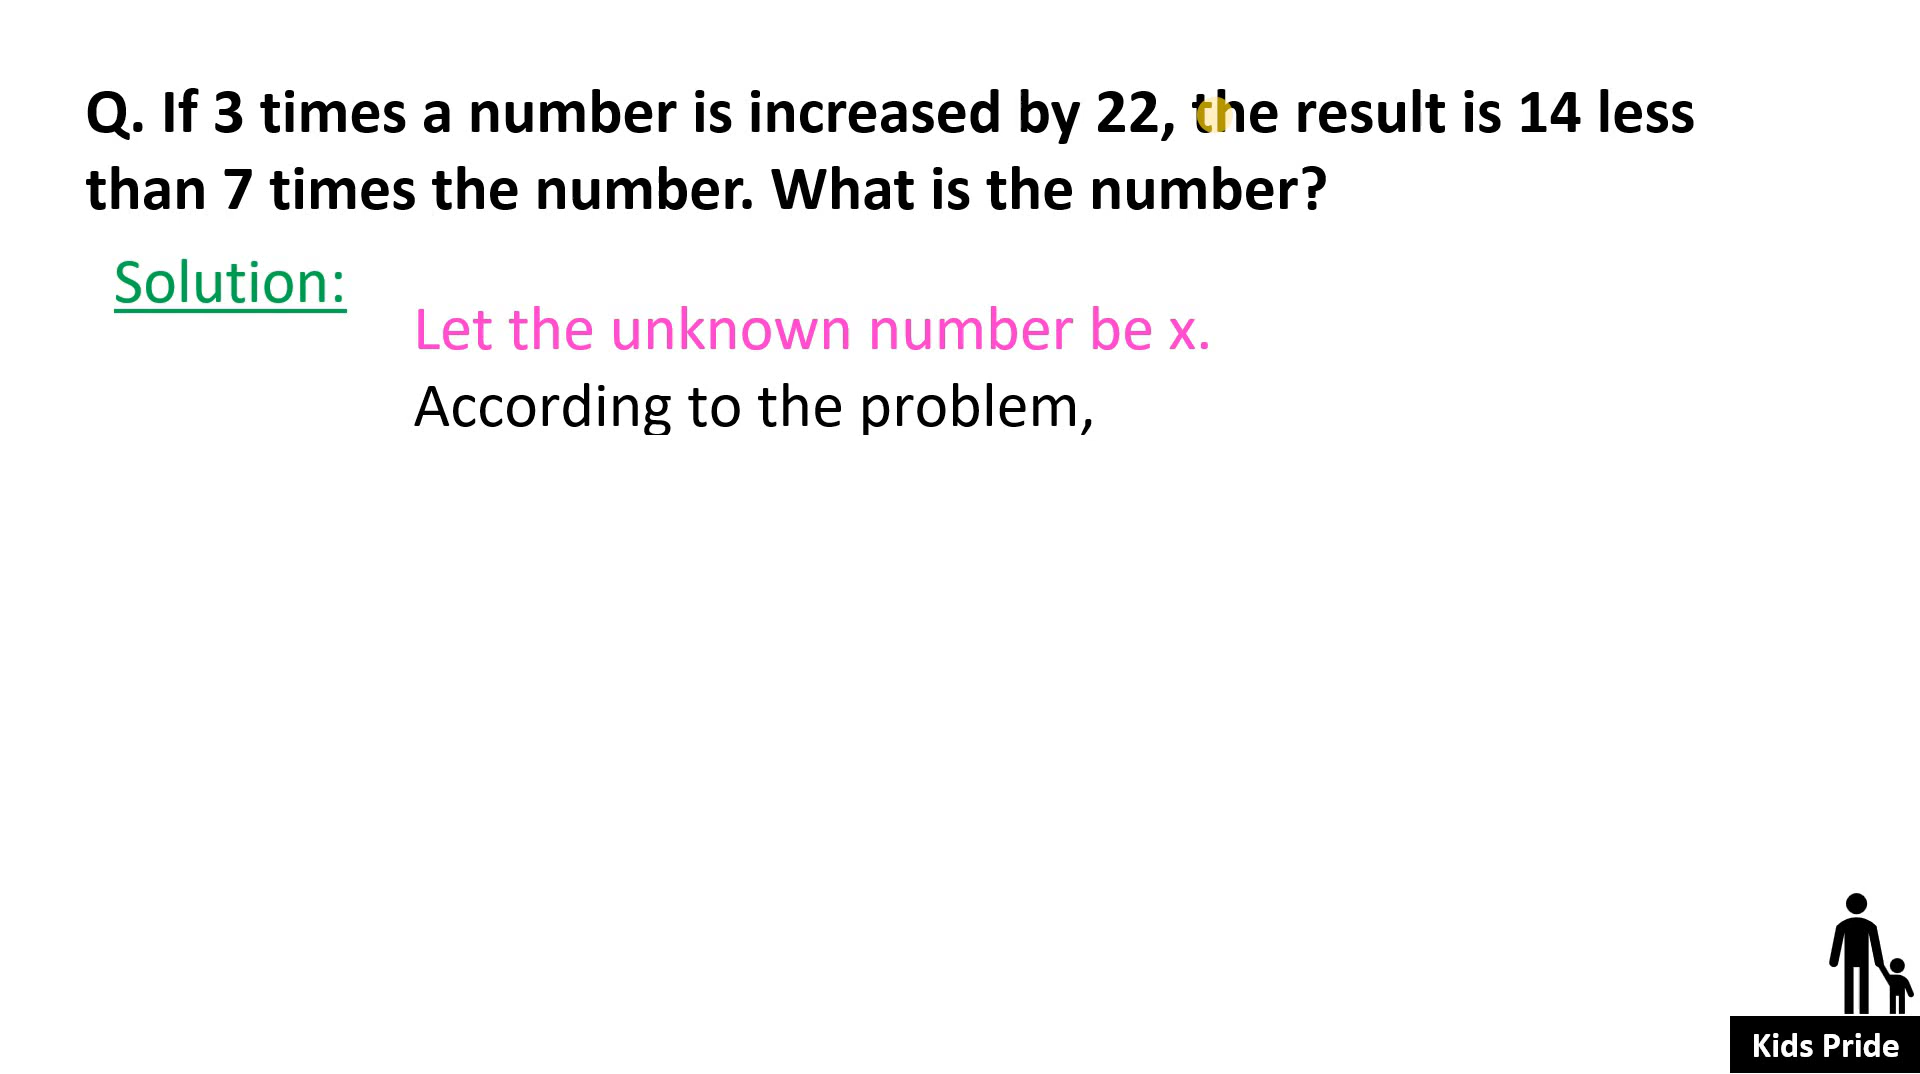 Q. If 3 times a number is increased by 22, the result is 14 less
than 7 times the number. What is the number?
Solution:
Let the unknown number be x.
According to the problem,
Kids Pride